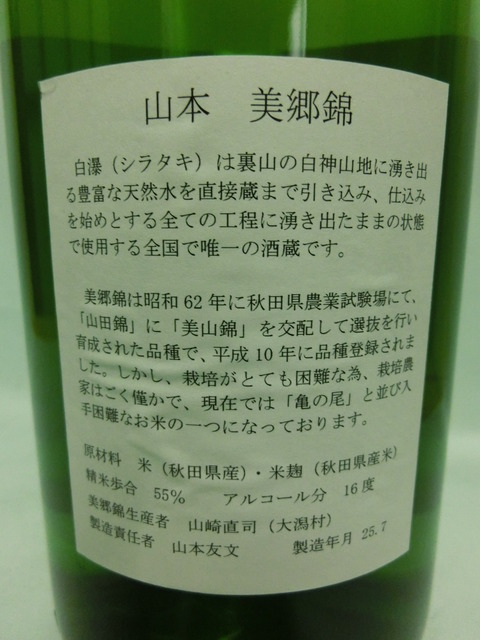 山本　美郷錦
白瀑（シラタキ）は裏山の白神山地に湧き出
る豊富な天然水を直接蔵まで引き込み、仕込み
を始めとする全ての工程に湧き出たままの状態
で使用する全国で唯一の酒蔵です。
美郷錦は昭和 62 年に秋田県農業試験場にて、
「山田錦」に「美山錦」を交配して選抜を行い
育成された品種で、平成 10 年に品種登録されま
した。しかし、栽培がとても困難な為、栽培農
家はごく僅かで、現在では「亀の尾」と並び入
手困難なお米の一つになっております。
原材料　米（秋田県産）・米麹（秋田県産米）
精米歩合　55%　　アルコール分　16 度
美郷錦生産者　山崎直司（大潟村）
製造責任者　山本友文　　　製造年月 25.7